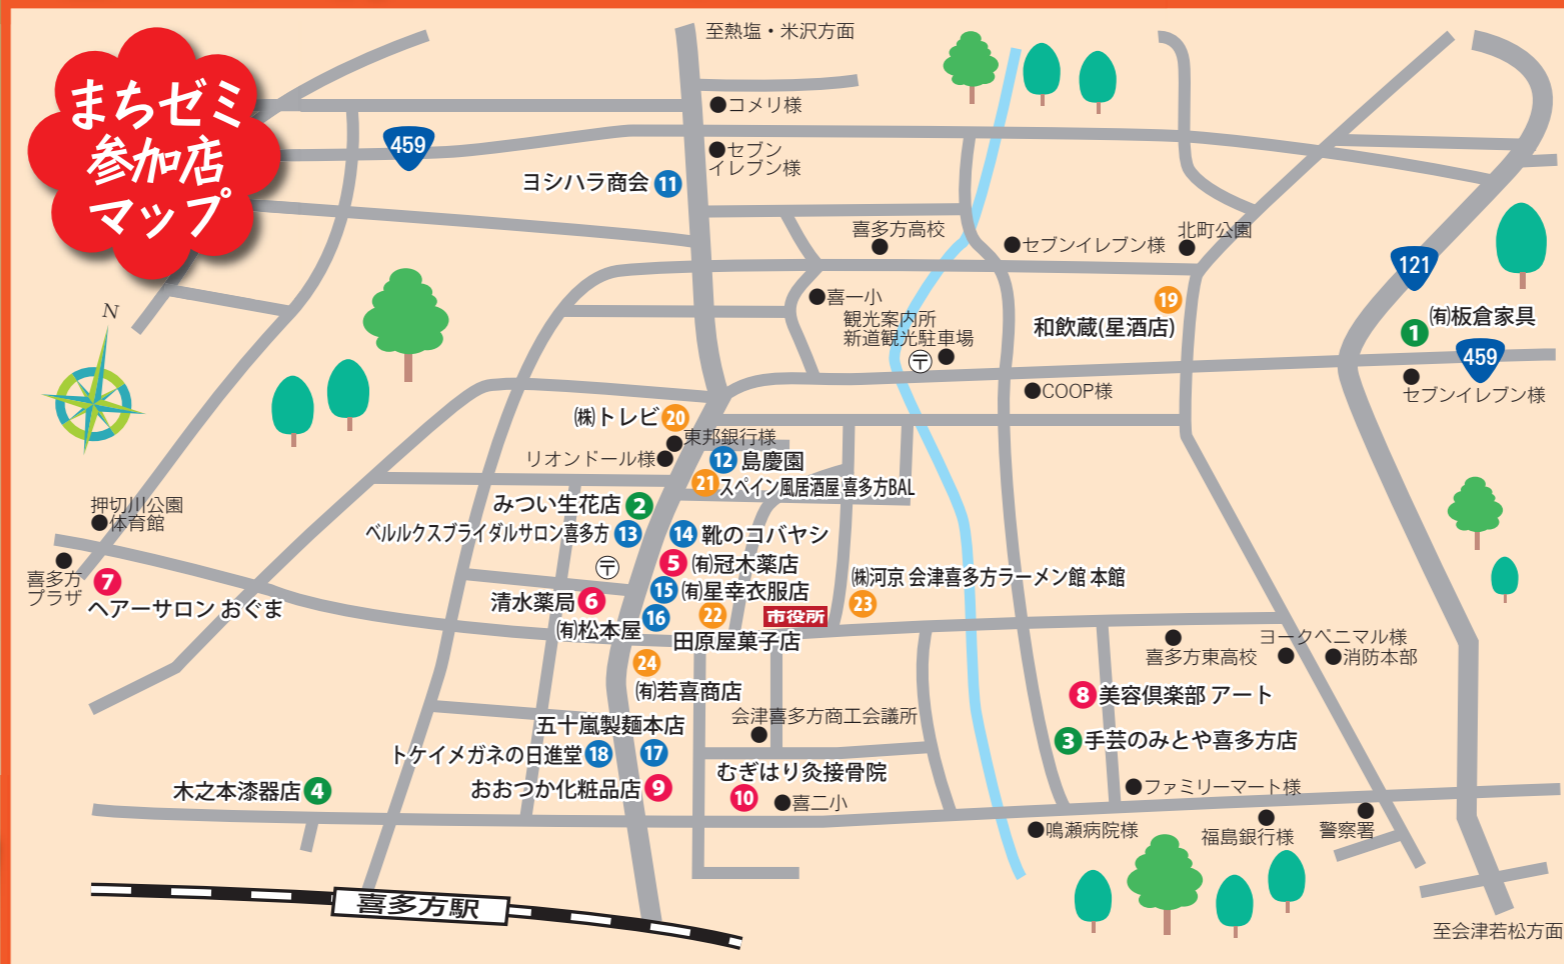 まちゼミ
参加店
マップ
至熱塩・米沢方面
コメリ様
459
セブン
イレブン様
ヨシハラ商会 11
喜多方高校
セブンイレブン様
北町公園
121
喜一小
19
和飲蔵(星酒店)
㈲板倉家具
1
N
観光案内所
新道観光駐車場
〒
459
COOP様
セブンイレブン様
㈱トレビ 20
東邦銀行様
リオンドール様
12 島慶園
21 スペイン風居酒屋 喜多方BAL
みつい生花店 2
押切川公園
体育館
ベルルクスブライダルサロン喜多方 13
14 靴のコバヤシ
〒
5 ㈲冠木薬店
喜多方
プラザ
7
ヘアーサロン おぐま
㈱河京 会津喜多方ラーメン館 本館
23
15 ㈲星幸衣服店
清水薬局 6
㈲松本屋 16
22
市役所
田原屋菓子店
24
㈲若喜商店
喜多方東高校
ヨークベニマル様
消防本部
8 美容倶楽部 アート
3 手芸のみとや喜多方店
会津喜多方商工会議所
五十嵐製麺本店
17
トケイメガネの日進堂 18
おおつか化粧品店 9
むぎはり灸接骨院
10
喜二小
木之本漆器店 4
ファミリーマート様
鳴瀬病院様
福島銀行様
警察署
喜多方駅
至会津若松方面